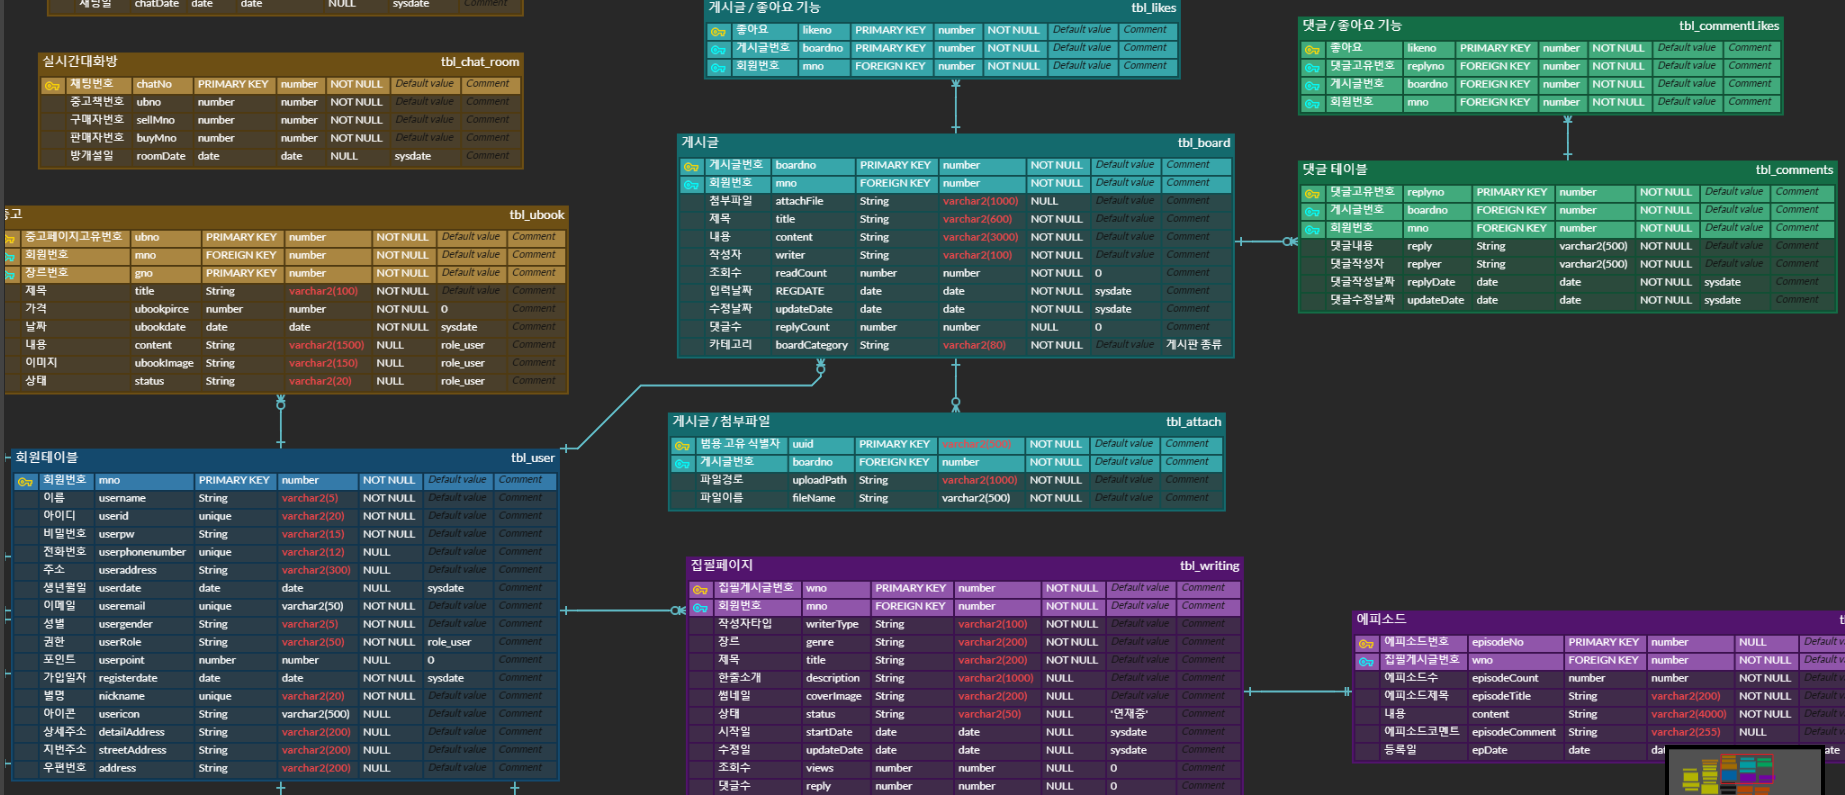 채팅일 chatDate date date NULL sysdate Comment
실시간대화방 tbl_chat_room
채팅번호 chatNo PRIMARY KEY number NOT NULL Default value Comment
중고책번호 ubno number number NOT NULL Default value Comment
구매자번호 sellMno number number NOT NULL Default value Comment
판매자번호 buyMno number number NOT NULL Default value Comment
방개설일 roomDate date date NULL sysdate Comment
중고 tbl_ubook
중고페이지고유번호 ubno PRIMARY KEY number NOT NULL Default value Comment
회원번호 mno FOREIGN KEY number NOT NULL Default value Comment
장르번호 gno PRIMARY KEY number NOT NULL Default value Comment
제목 title String varchar2(100) NOT NULL Default value Comment
가격 ubookpirce number number NOT NULL 0 Comment
날짜 ubookdate date date NOT NULL sysdate Comment
내용 content String varchar2(1500) NULL role_user Comment
이미지 ubookImage String varchar2(150) NULL role_user Comment
상태 status String varchar2(20) NULL role_user Comment
회원테이블 tbl_user
회원번호 mno PRIMARY KEY number NOT NULL Default value Comment
이름 username String varchar2(5) NOT NULL Default value Comment
아이디 userid unique varchar2(20) NOT NULL Default value Comment
비밀번호 userpw String varchar2(15) NOT NULL Default value Comment
전화번호 userphonenumber unique varchar2(12) NULL Default value Comment
주소 useraddress String varchar2(300) NULL Default value Comment
생년월일 userdate date date NOT NULL sysdate Comment
이메일 useremail unique varchar2(50) NOT NULL Default value Comment
성별 usergender String varchar2(5) NOT NULL Default value Comment
권한 userRole String varchar2(50) NOT NULL role_user Comment
포인트 userpoint number number NULL 0 Comment
가입일자 registerdate date date NOT NULL sysdate Comment
별명 nickname unique varchar2(20) NOT NULL Default value Comment
아이콘 usericon String varchar2(500) NULL Default value Comment
상세주소 detailAddress String varchar2(200) NULL Default value Comment
지번주소 streetAddress String varchar2(200) NULL Default value Comment
우편번호 address String varchar2(200) NULL Default value Comment
게시글 / 좋아요 기능 tbl_likes
좋아요 likeno PRIMARY KEY number NOT NULL Default value Comment
게시글번호 boardno PRIMARY KEY number NOT NULL Default value Comment
회원번호 mno FOREIGN KEY number NOT NULL Default value Comment
게시글 tbl_board
게시글번호 boardno PRIMARY KEY number NOT NULL Default value Comment
회원번호 mno FOREIGN KEY number NOT NULL Default value Comment
첨부파일 attachFile String varchar2(1000) NULL Default value Comment
제목 title String varchar2(600) NOT NULL Default value Comment
내용 content String varchar2(3000) NOT NULL Default value Comment
작성자 writer String varchar2(100) NOT NULL Default value Comment
조회수 readCount number number NOT NULL 0 Comment
입력날짜 REGDATE date date NOT NULL sysdate Comment
수정날짜 updateDate date date NOT NULL sysdate Comment
댓글수 replyCount number number NULL 0 Comment
카테고리 boardCategory String varchar2(80) NOT NULL Default value 게시판 종류
게시글 / 첨부파일 tbl_attach
범용 고유 식별자 uuid PRIMARY KEY varchar2(500) NOT NULL Default value Comment
게시글번호 boardno FOREIGN KEY number NOT NULL Default value Comment
파일경로 uploadPath String varchar2(1000) NOT NULL Default value Comment
파일이름 fileName String varchar2(500) NOT NULL Default value Comment
집필페이지 tbl_writing
집필게시글번호 wno PRIMARY KEY number NOT NULL Default value Comment
회원번호 mno FOREIGN KEY number NOT NULL Default value Comment
작성자타입 writerType String varchar2(100) NOT NULL Default value Comment
장르 genre String varchar2(200) NOT NULL Default value Comment
제목 title String varchar2(200) NOT NULL Default value Comment
한줄소개 description String varchar2(1000) NULL Default value Comment
썸네일 coverImage String varchar2(200) NULL Default value Comment
상태 status String varchar2(50) NULL '연재중' Comment
시작일 startDate date date NULL sysdate Comment
수정일 updateDate date date NULL sysdate Comment
조회수 views number number NULL 0 Comment
댓글수 reply number number NULL 0 Comment
댓글 / 좋아요 기능 tbl_commentLikes
좋아요 likeno PRIMARY KEY number NOT NULL Default value Comment
댓글고유번호 replyno FOREIGN KEY number NOT NULL Default value Comment
게시글번호 boardno FOREIGN KEY number NOT NULL Default value Comment
회원번호 mno FOREIGN KEY number NOT NULL Default value Comment
댓글 테이블 tbl_comments
댓글고유번호 replyno PRIMARY KEY number NOT NULL Default value Comment
게시글번호 boardno FOREIGN KEY number NOT NULL Default value Comment
회원번호 mno FOREIGN KEY number NOT NULL Default value Comment
댓글내용 reply String varchar2(500) NOT NULL Default value Comment
댓글작성자 replyer String varchar2(500) NOT NULL Default value Comment
댓글작성날짜 replyDate date date NOT NULL sysdate Comment
댓글수정날짜 updateDate date date NOT NULL sysdate Comment
에피소드
에피소드번호 episodeNo PRIMARY KEY number NULL Default v
집필게시글번호 wno FOREIGN KEY number NOT NULL Default v
에피소드수 episodeCount number number NOT NULL Default v
에피소드제목 episodeTitle String varchar2(200) NOT NULL Default v
내용 content String varchar2(4000) NOT NULL Default v
에피소드코멘트 episodeComment String varchar2(255) NULL Default v
등록일 epDate date